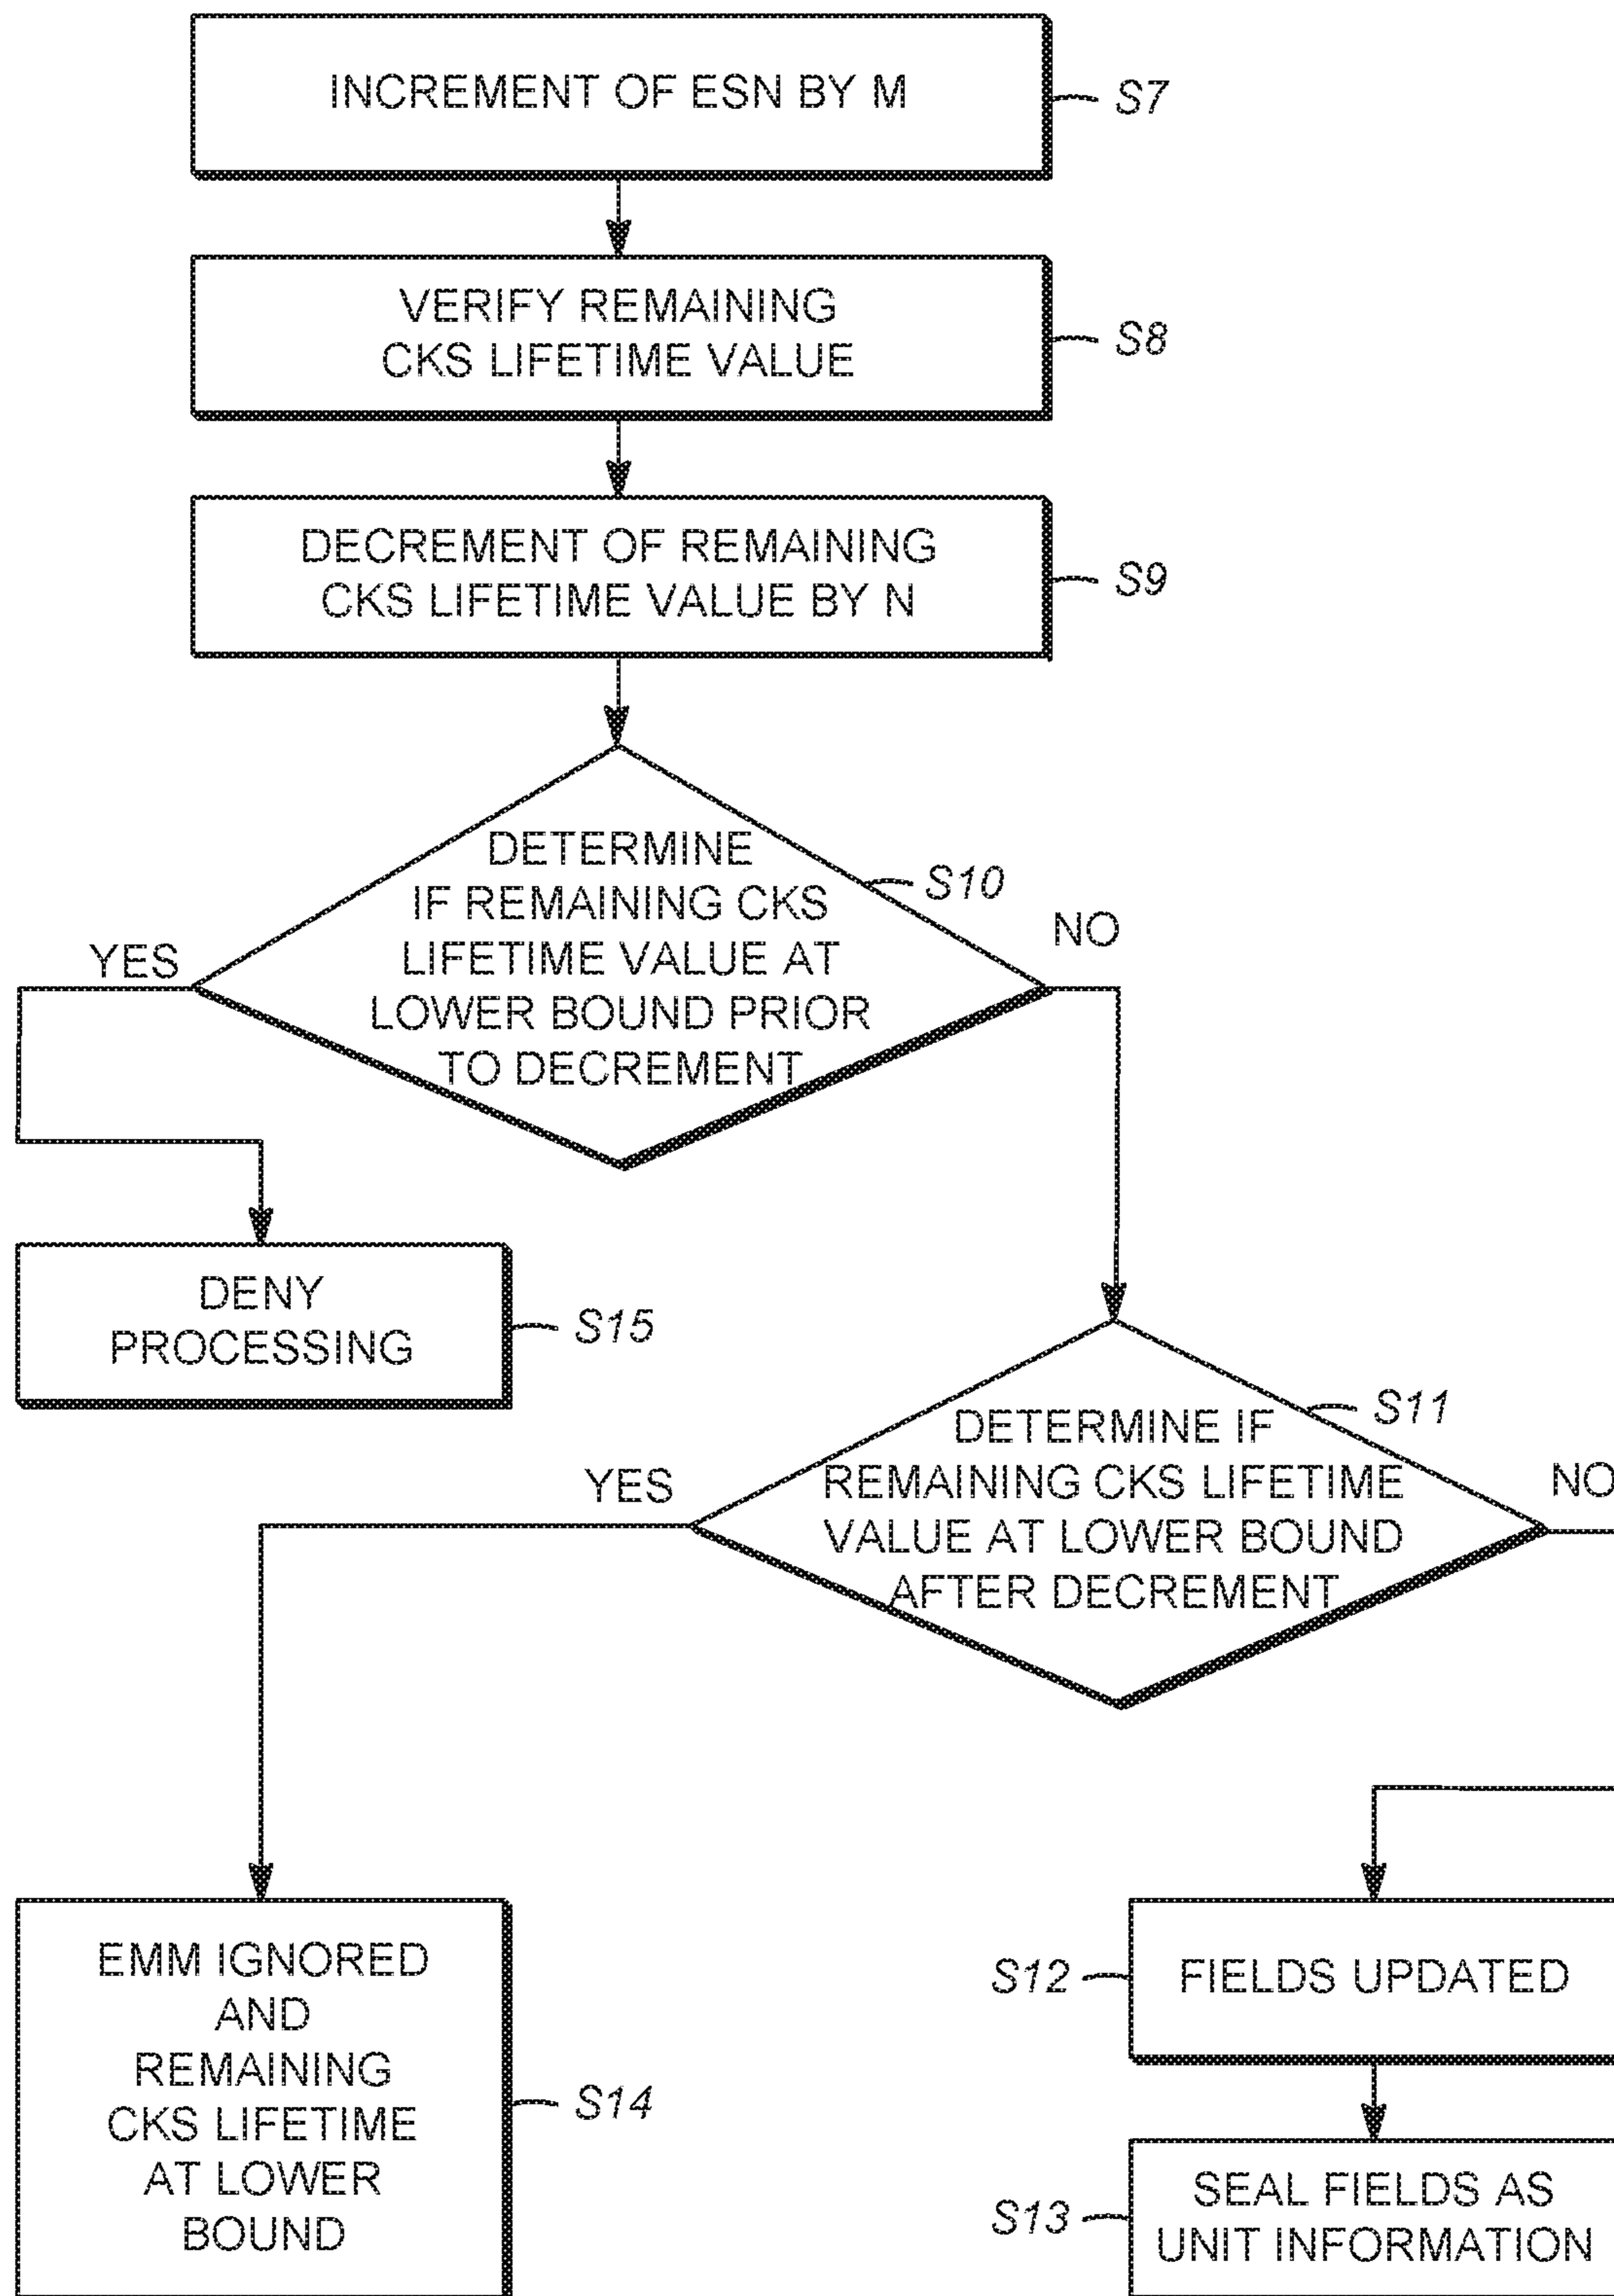 INCREMENT OF ESN BY M
S7
VERIFY REMAINING
CKS LIFETIME VALUE
S8
DECREMENT OF REMAINING
CKS LIFETIME VALUE BY N
S9
DETERMINE
IF REMAINING CKS
LIFETIME VALUE AT
LOWER BOUND PRIOR
TO DECREMENT
S10
YES
NO
DENY
PROCESSING
S15
DETERMINE IF
REMAINING CKS LIFETIME
VALUE AT LOWER BOUND
AFTER DECREMENT
S11
YES
NO
EMM IGNORED
AND
REMAINING
CKS LIFETIME
AT LOWER
BOUND
S14
S12
FIELDS UPDATED
S13
SEAL FIELDS AS
UNIT INFORMATION